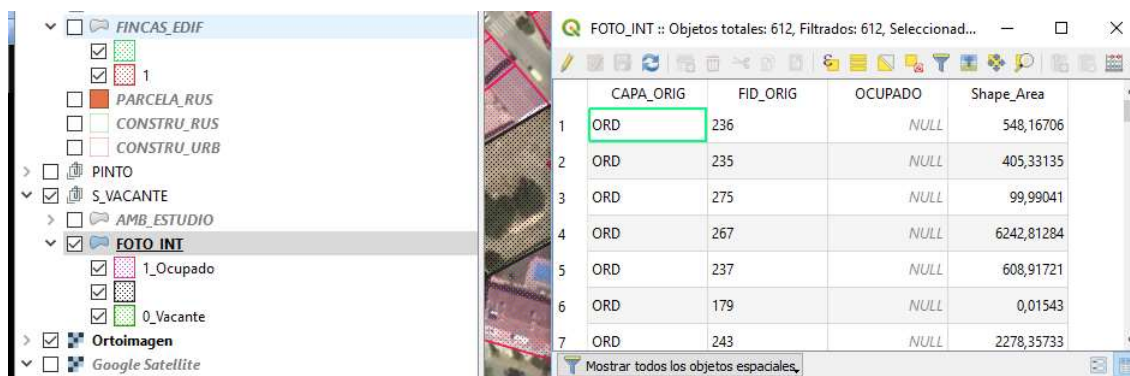 FINCAS_EDIF
1
PARCELA_RUS
CONSTRU_RUS
CONSTRU_URB
PINTO
S_VACANTE
AMB_ESTUDIO
FOTO_INT
1_Ocupado
0_Vacante
Ortoimagen
Google Satellite
FOTO_INT :: Objetos totales: 612, Filtrados: 612, Seleccionad...
CAPA_ORIG FID_ORIG OCUPADO Shape_Area
1 ORD 236 NULL 548,16706
2 ORD 235 NULL 405,33135
3 ORD 275 NULL 99,99041
4 ORD 267 NULL 6242,81284
5 ORD 237 NULL 608,91721
6 ORD 179 NULL 0,01543
7 ORD 243 NULL 2278,35733
Mostrar todos los objetos espaciales